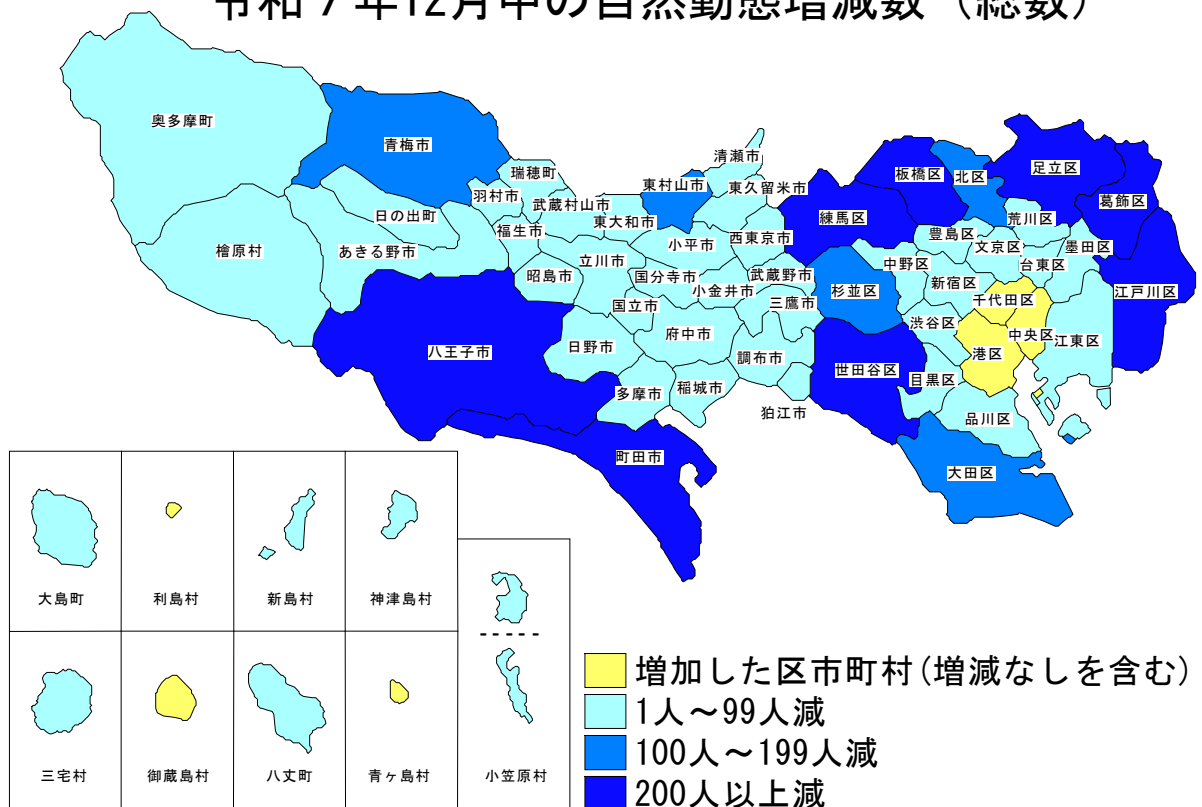 令和7年12月中の自然動態増減数（総数）
奥多摩町
青梅市
瑞穂町
羽村市
日の出町
檜原村
あきる野市
福生市
武蔵村山市
東大和市
東村山市
清瀬市
東久留米市
昭島市
立川市
小平市
西東京市
国分寺市
小金井市
武蔵野市
国立市
三鷹市
府中市
日野市
調布市
八王子市
多摩市
稲城市
狛江市
町田市
練馬区
板橋区
北区
足立区
葛飾区
荒川区
豊島区
文京区
墨田区
台東区
中野区
新宿区
杉並区
千代田区
江戸川区
渋谷区
中央区
江東区
港区
世田谷区
目黒区
品川区
大田区
大島町
利島村
新島村
神津島村
三宅村
御蔵島村
八丈町
青ヶ島村
小笠原村
増加した区市町村(増減なしを含む)
1人～99人減
100人～199人減
200人以上減